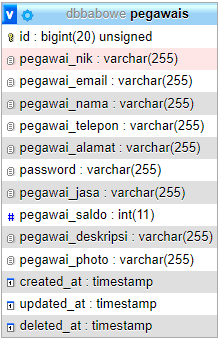 v dbbabowe pegawais
id : bigint(20) unsigned
pegawai_nik : varchar(255)
pegawai_email : varchar(255)
pegawai_nama : varchar(255)
pegawai_telepon : varchar(255)
pegawai_alamat : varchar(255)
password : varchar(255)
pegawai_jasa : varchar(255)
# pegawai_saldo : int(11)
pegawai_deskripsi : varchar(255)
pegawai_photo : varchar(255)
created_at : timestamp
updated_at : timestamp
deleted_at : timestamp